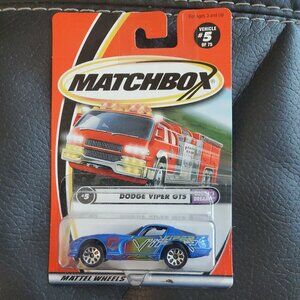 For Ages 3 and up
VEHICLE
#5
OF 75
MATCHBOX
#5
DODGE VIPER GTS
MATTEL WHEELS